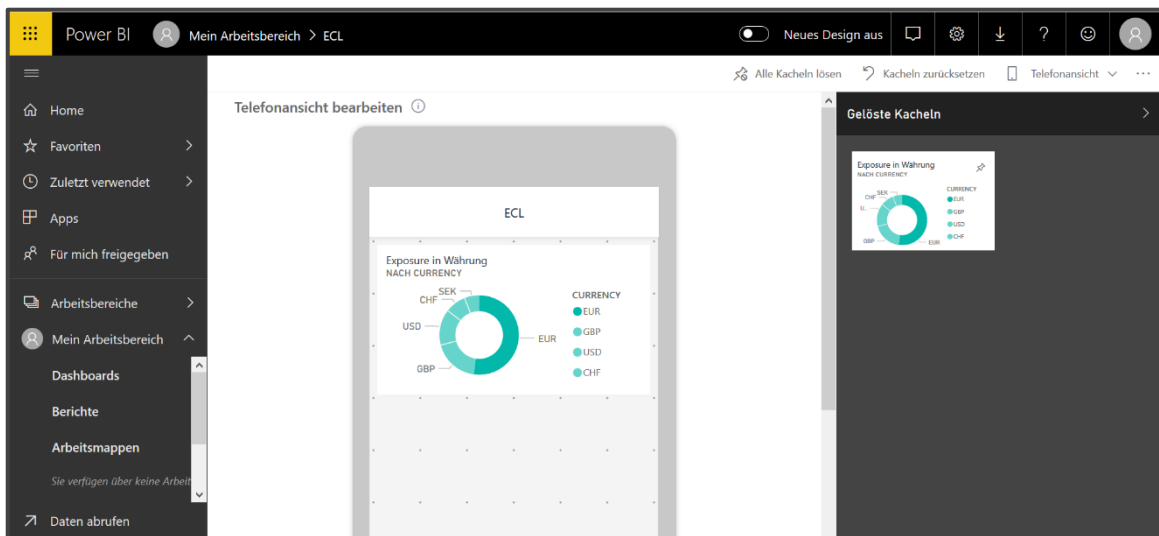 Power BI
Mein Arbeitsbereich > ECL
Neues Design aus
?
Alle Kacheln lösen
Kacheln zurücksetzen
Telefonansicht
...
Home
Favoriten
Zuletzt verwendet
Apps
Für mich freigegeben
Arbeitsbereiche
Mein Arbeitsbereich
Dashboards
Berichte
Arbeitsmappen
Sie verfügen über keine Arbeit
Daten abrufen
Telefonansicht bearbeiten
ECL
Exposure in Währung
NACH CURRENCY
SEK
CHF
USD
GBP
EUR
CURRENCY
EUR
GBP
USD
CHF
Gelöste Kacheln
Exposure in Währung
NACH CURRENCY
SEK
CHF
U...
GBP
EUR
CURRENCY
EUR
GBP
USD
CHF